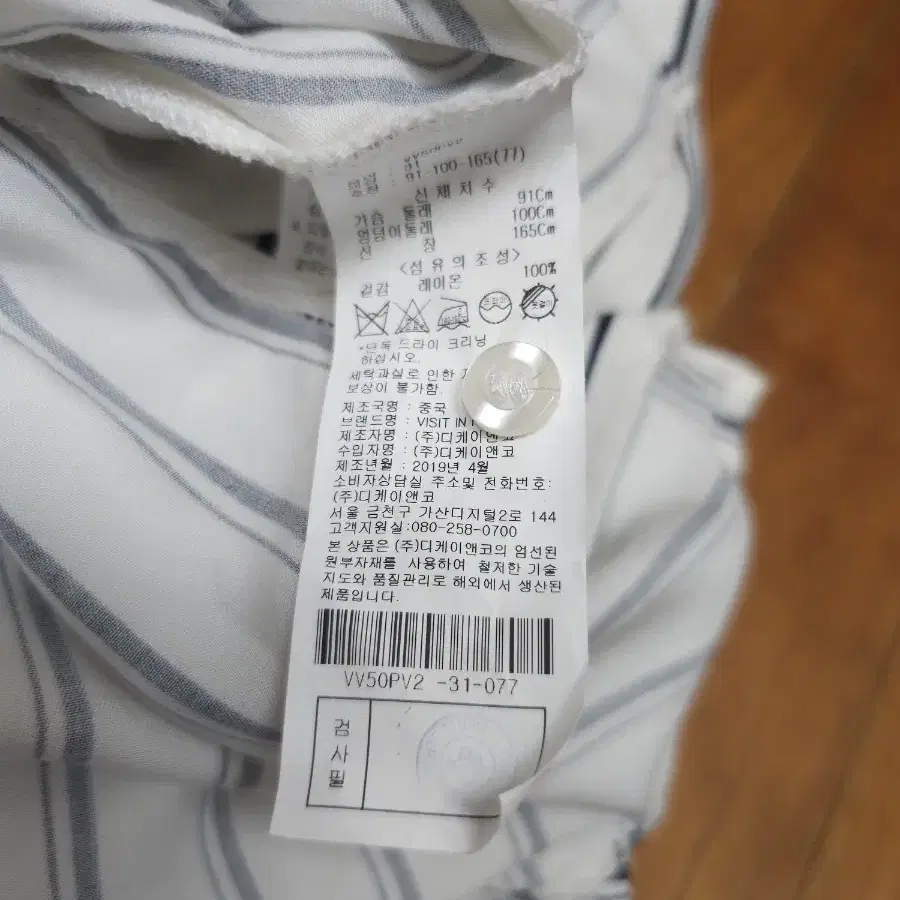 91-100-165(77)
신 체 치 수
가슴 둘레 91Cm
엉덩이둘레 100Cm
신 장 165Cm
<섬 유 의 조 성>
겉감 레이온 100%
*단독 드라이 크리닝
하십시오.
세탁과실로 인한
보상이 불가함.
제조국명 : 중국
브랜드명 : VISIT IN
제조자명 : (주)디케이앤코
수입자명 : (주)디케이앤코
제조년월 : 2019년 4월
소비자상담실 주소및 전화번호:
(주)디케이앤코
서울 금천구 가산디지털2로 144
고객지원실:080-258-0700
본 상품은 (주)디케이앤코의 엄선된
원부자재를 사용하여 철저한 기술
지도와 품질관리로 해외에서 생산된
제품입니다.
VV50PV2 -31-077
검사필